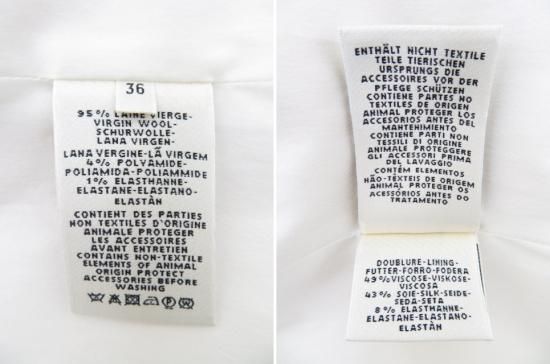 36
95% LAINE VIERGE-
VIRGIN WOOL-
SCHURWOLLE-
LANA VIRGEN-
LANA VERGINE-LÃ VIRGEM
4% POLYAMIDE-
POLIAMIDA-POLIAMMIDE
1% ELASTHANNE-
ELASTANE-ELASTANO-
ELASTÁN
CONTIENT DES PARTIES
NON TEXTILES D'ORIGINE
ANIMALE PROTEGER
LES ACCESSOIRES
AVANT ENTRETIEN
CONTAINS NON-TEXTILE
ELEMENTS OF ANIMAL
ORIGIN PROTECT
ACCESSORIES BEFORE
WASHING
ENTHÄLT NICHT TEXTILE
TEILE TIERISCHEN
URSPRUNGS DIE
ACCESSOIRES VOR DER
PFLEGE SCHÜTZEN
CONTIENE PARTES NO
TEXTILES DE ORIGEN
ANIMAL PROTEGER LOS
ACCESORIOS ANTES DEL
MANTENIMIENTO
CONTIENE PARTI NON
TESSILI DI ORIGINE
ANIMALE PROTEGGERE
GLI ACCESSORI PRIMA
DEL LAVAGGIO
CONTÉM ELEMENTOS
NÃO-TÊXTEIS DE ORIGEM
ANIMAL PROTEGER OS
ACESSÓRIOS ANTES DO
TRATAMENTO
DOUBLURE-LINING-
FUTTER-FORRO-FODERA
49% VISCOSE-VISKOSE-
VISCOSA
43% SOIE-SILK-SEIDE-
SEDA-SETA
8% ELASTHANNE-
ELASTANE-ELASTANO-
ELASTÁN